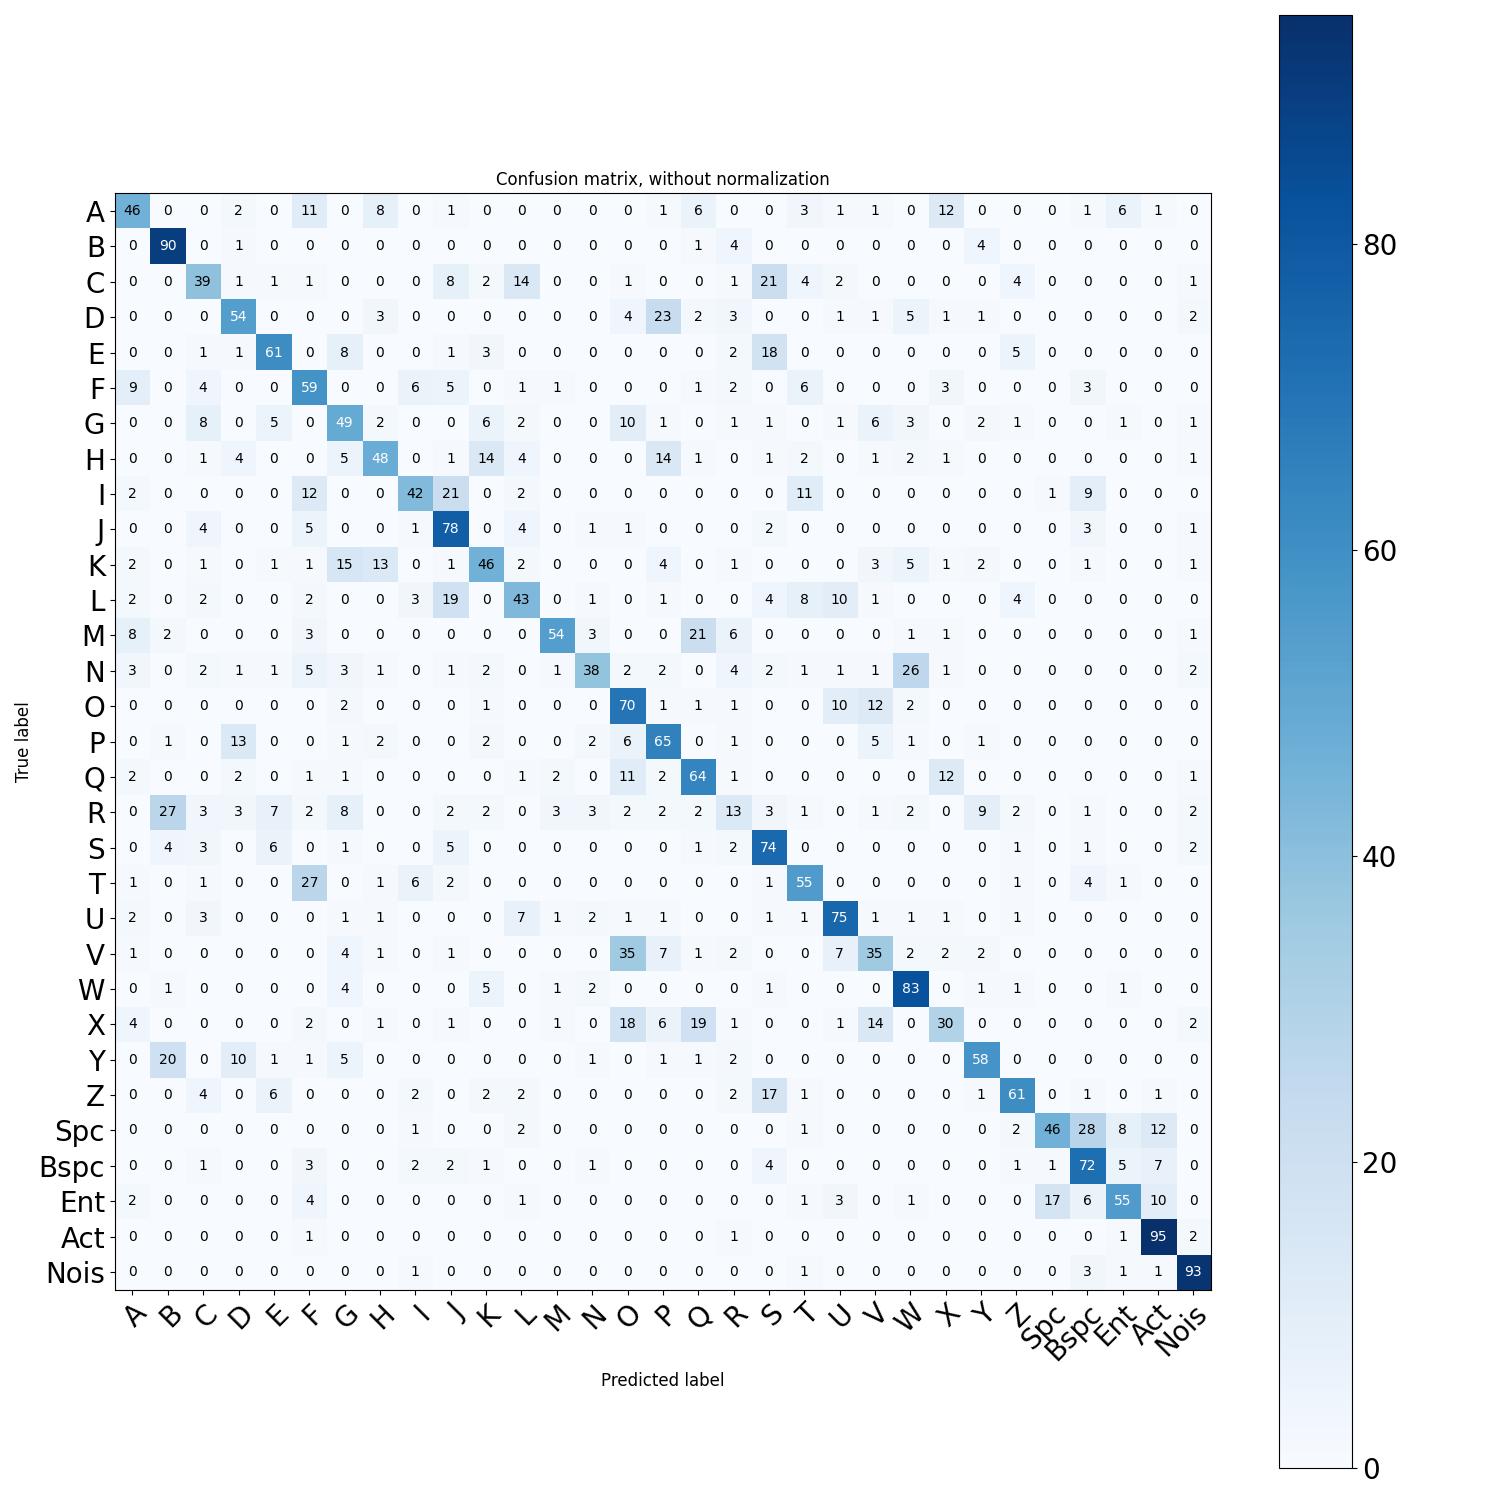 Confusion matrix, without normalization
A 46 0 0 2 0 11 0 8 0 1 0 0 0 0 0 1 6 0 0 3 1 1 0 12 0 0 0 1 6 1 0
B 0 90 0 1 0 0 0 0 0 0 0 0 0 0 0 0 1 4 0 0 0 0 0 0 4 0 0 0 0 0 0
C 0 0 39 1 1 1 0 0 0 8 2 14 0 0 1 0 0 1 21 4 2 0 0 0 0 4 0 0 0 0 1
D 0 0 0 54 0 0 0 3 0 0 0 0 0 0 4 23 2 3 0 0 1 1 5 1 1 0 0 0 0 0 2
E 0 0 1 1 61 0 8 0 0 1 3 0 0 0 0 0 0 2 18 0 0 0 0 0 0 5 0 0 0 0 0
F 9 0 4 0 0 59 0 0 6 5 0 1 1 0 0 0 1 2 0 6 0 0 0 3 0 0 0 3 0 0 0
G 0 0 8 0 5 0 49 2 0 0 6 2 0 0 10 1 0 1 1 0 1 6 3 0 2 1 0 0 1 0 1
H 0 0 1 4 0 0 5 48 0 1 14 4 0 0 0 14 1 0 1 2 0 1 2 1 0 0 0 0 0 0 1
I 2 0 0 0 0 12 0 0 42 21 0 2 0 0 0 0 0 0 0 11 0 0 0 0 0 0 1 9 0 0 0
J 0 0 4 0 0 5 0 0 1 78 0 4 0 1 1 0 0 0 2 0 0 0 0 0 0 0 0 3 0 0 1
K 2 0 1 0 1 1 15 13 0 1 46 2 0 0 0 4 0 1 0 0 0 3 5 1 2 0 0 1 0 0 1
L 2 0 2 0 0 2 0 0 3 19 0 43 0 1 0 1 0 0 4 8 10 1 0 0 0 4 0 0 0 0 0
M 8 2 0 0 0 3 0 0 0 0 0 0 54 3 0 0 21 6 0 0 0 0 1 1 0 0 0 0 0 0 1
N 3 0 2 1 1 5 3 1 0 1 2 0 1 38 2 2 0 4 2 1 1 1 26 1 0 0 0 0 0 0 2
O 0 0 0 0 0 0 2 0 0 0 1 0 0 0 70 1 1 1 0 0 10 12 2 0 0 0 0 0 0 0 0
P 0 1 0 13 0 0 1 2 0 0 2 0 0 2 6 65 0 1 0 0 0 5 1 0 1 0 0 0 0 0 0
Q 2 0 0 2 0 1 1 0 0 0 0 1 2 0 11 2 64 1 0 0 0 0 0 12 0 0 0 0 0 0 1
R 0 27 3 3 7 2 8 0 0 2 2 0 3 3 2 2 2 13 3 1 0 1 2 0 9 2 0 1 0 0 2
S 0 4 3 0 6 0 1 0 0 5 0 0 0 0 0 0 1 2 74 0 0 0 0 0 0 1 0 1 0 0 2
T 1 0 1 0 0 27 0 1 6 2 0 0 0 0 0 0 0 0 1 55 0 0 0 0 0 1 0 4 1 0 0
U 2 0 3 0 0 0 1 1 0 0 0 7 1 2 1 1 0 0 1 1 75 1 1 1 0 1 0 0 0 0 0
V 1 0 0 0 0 0 4 1 0 1 0 0 0 0 35 7 1 2 0 0 7 35 2 2 2 0 0 0 0 0 0
W 0 1 0 0 0 0 4 0 0 0 5 0 1 2 0 0 0 0 1 0 0 0 83 0 1 1 0 0 1 0 0
X 4 0 0 0 0 2 0 1 0 1 0 0 1 0 18 6 19 1 0 0 1 14 0 30 0 0 0 0 0 0 2
Y 0 20 0 10 1 1 5 0 0 0 0 0 0 1 0 1 1 2 0 0 0 0 0 0 58 0 0 0 0 0 0
Z 0 0 4 0 6 0 0 0 2 0 2 2 0 0 0 0 0 2 17 1 0 0 0 0 1 61 0 1 0 1 0
Spc 0 0 0 0 0 0 0 0 1 0 0 2 0 0 0 0 0 0 0 1 0 0 0 0 0 2 46 28 8 12 0
Bspc 0 0 1 0 0 3 0 0 2 2 1 0 0 1 0 0 0 0 4 0 0 0 0 0 0 1 1 72 5 7 0
Ent 2 0 0 0 0 4 0 0 0 0 0 1 0 0 0 0 0 0 0 1 3 0 1 0 0 0 17 6 55 10 0
Act 0 0 0 0 0 1 0 0 0 0 0 0 0 0 0 0 0 1 0 0 0 0 0 0 0 0 0 0 1 95 2
Nois 0 0 0 0 0 0 0 0 1 0 0 0 0 0 0 0 0 0 0 1 0 0 0 0 0 0 0 3 1 1 93
A B C D E F G H I J K L M N O P Q R S T U V W X Y Z Spc Bspc Ent Act Nois
Predicted label
True label
80
60
40
20
0